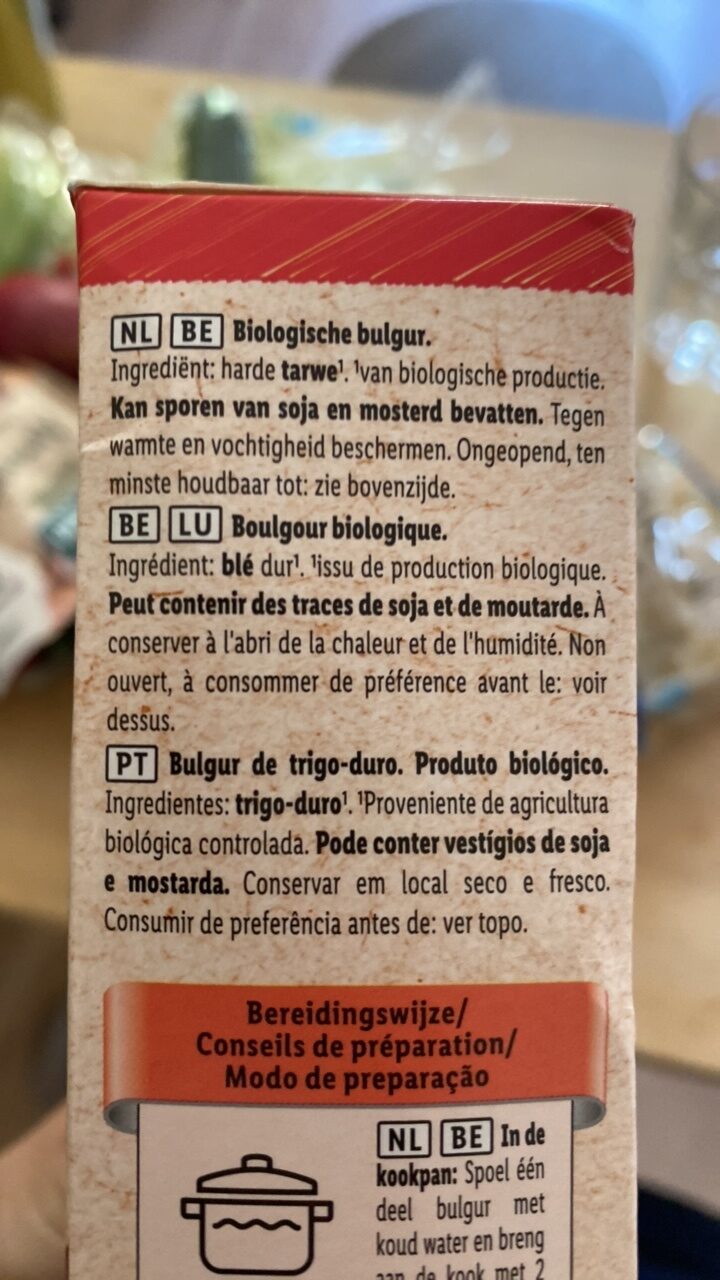 NL BE Biologische bulgur.
Ingrediënt: harde tarwe¹. ¹van biologische productie.
Kan sporen van soja en mosterd bevatten. Tegen
warmte en vochtigheid beschermen. Ongeopend, ten
minste houdbaar tot: zie bovenzijde.
BE LU Boulgour biologique.
Ingrédient: blé dur¹. ¹issu de production biologique.
Peut contenir des traces de soja et de moutarde. À
conserver à l'abri de la chaleur et de l'humidité. Non
ouvert, à consommer de préférence avant le: voir
dessus.
PT Bulgur de trigo-duro. Produto biológico.
Ingredientes: trigo-duro¹. ¹Proveniente de agricultura
biológica controlada. Pode conter vestígios de soja
e mostarda. Conservar em local seco e fresco.
Consumir de preferência antes de: ver topo.
Bereidingswijze/
Conseils de préparation/
Modo de preparação
NL BE In de
kookpan: Spoel één
deel bulgur met
koud water en breng
aan de kook met 2